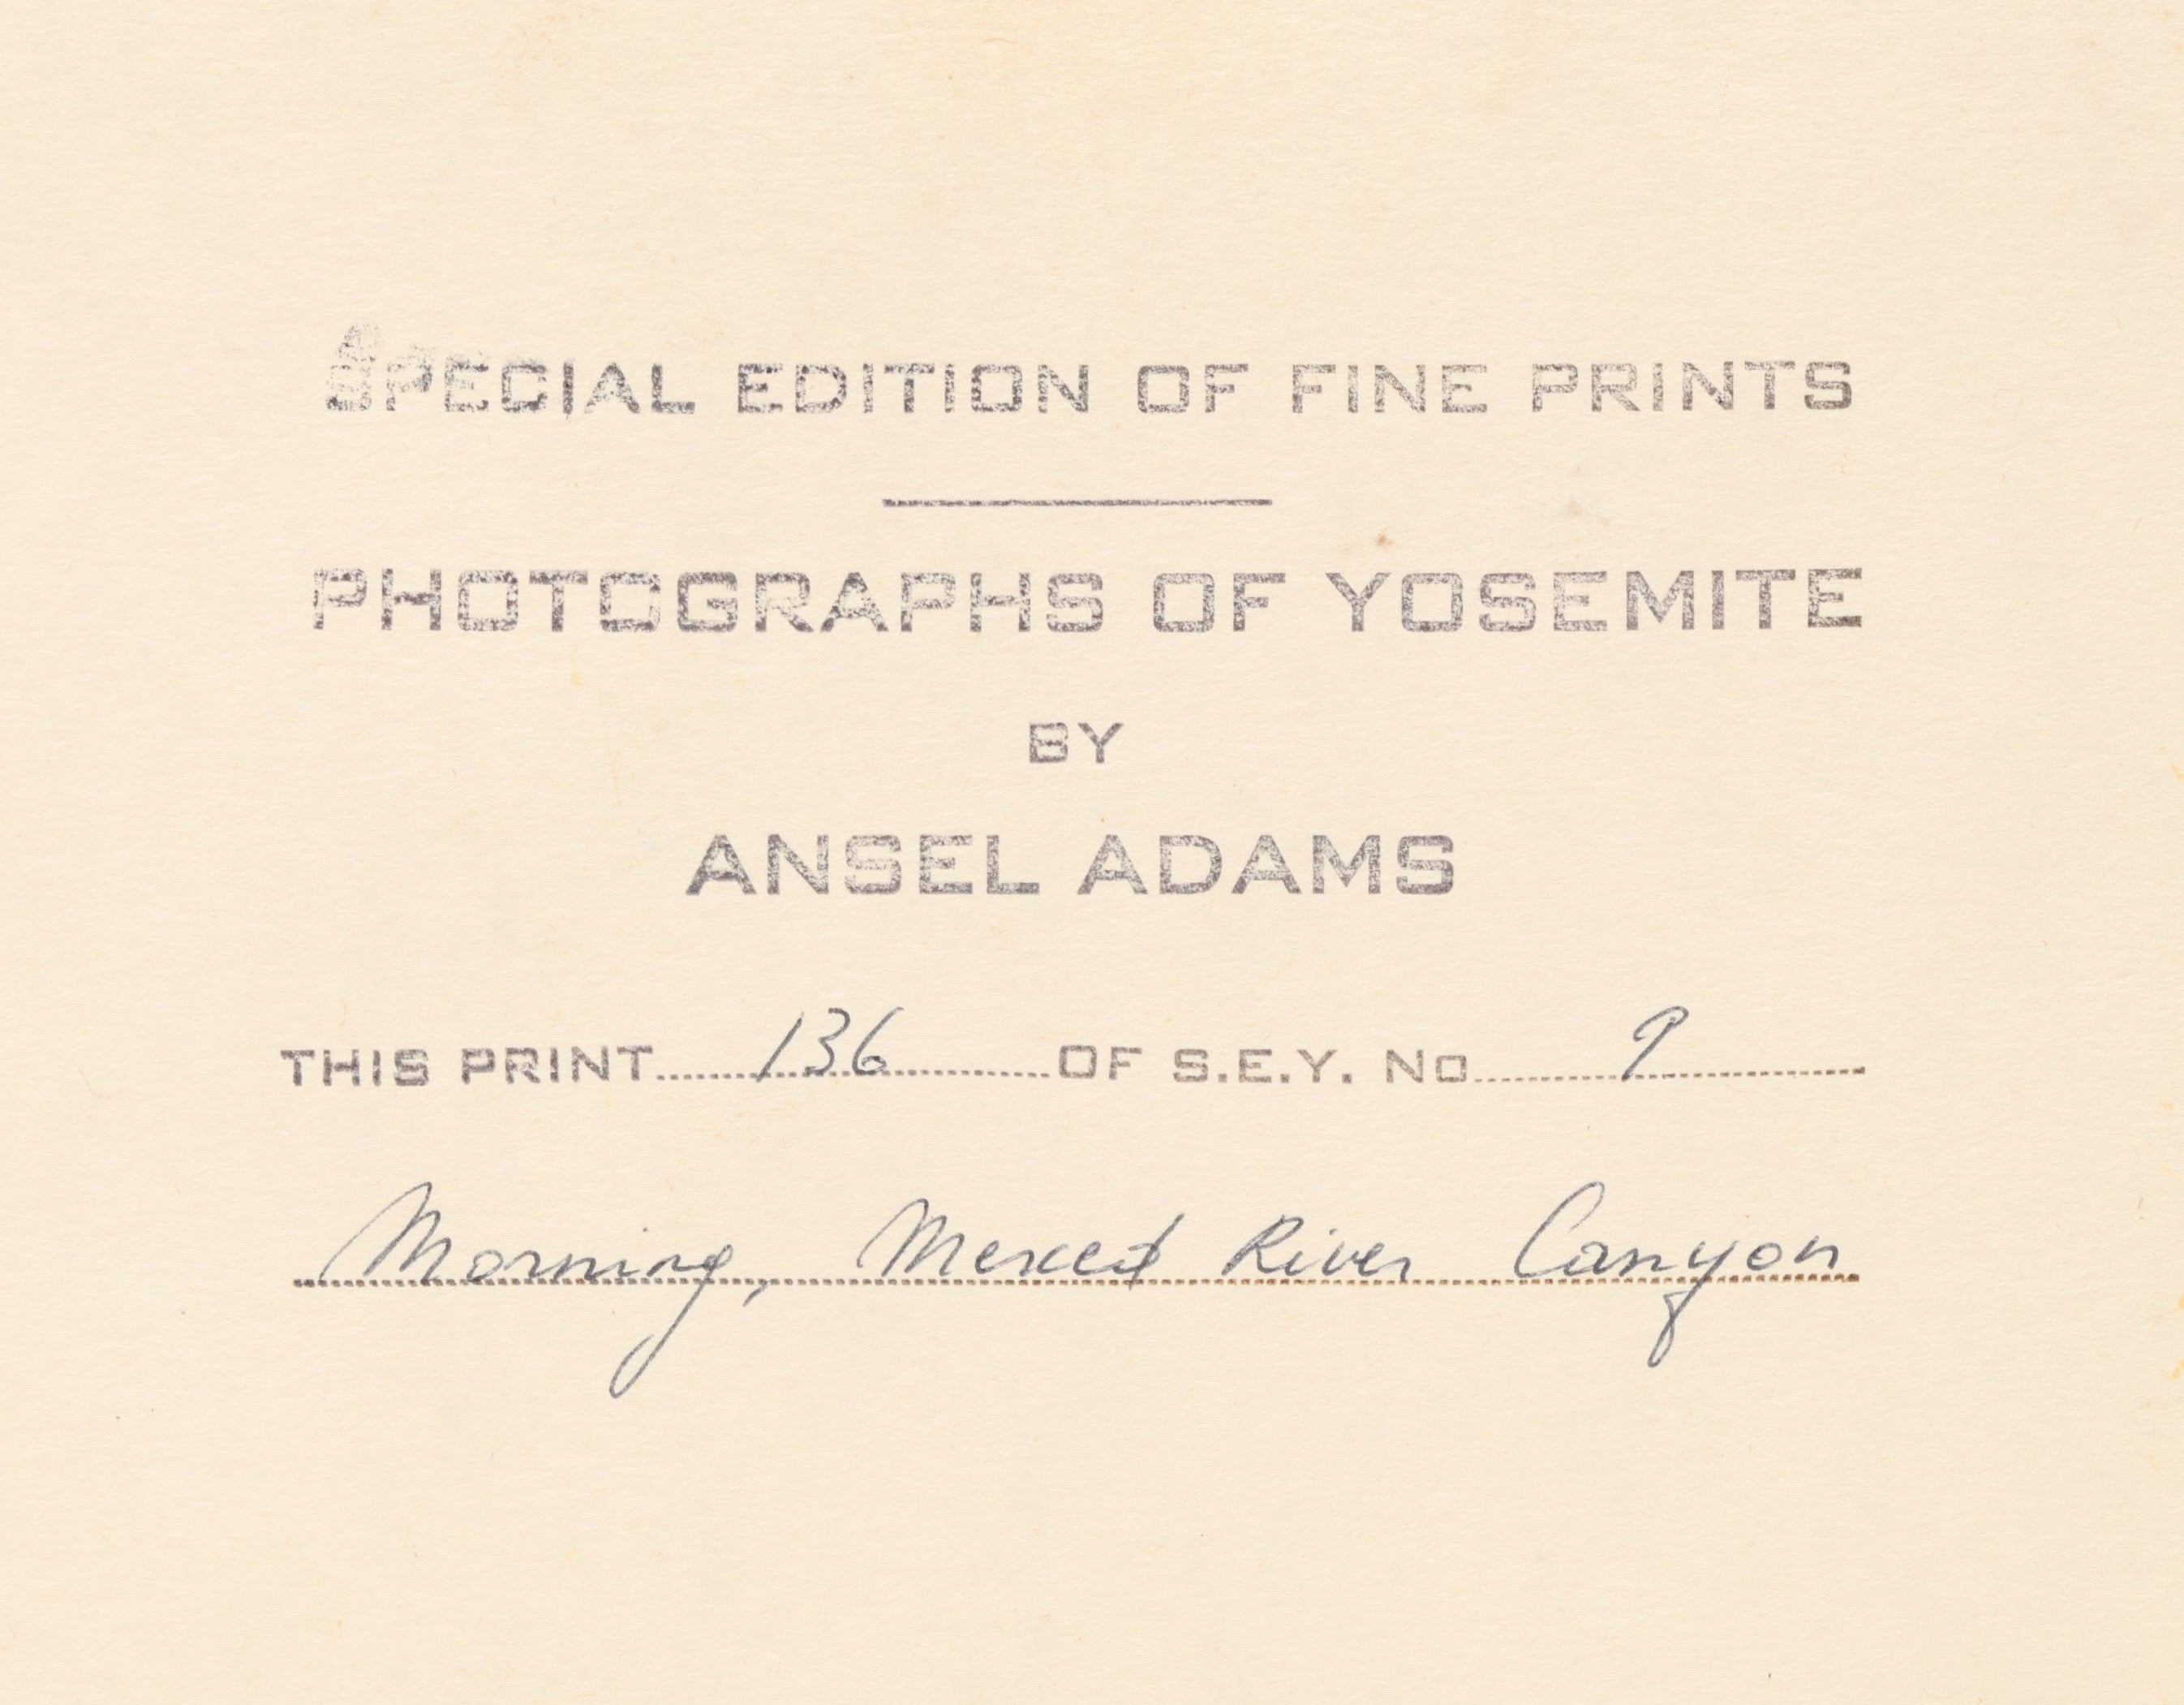 SPECIAL EDITION OF FINE PRINTS
PHOTOGRAPHS OF YOSEMITE
BY
ANSEL ADAMS
THIS PRINT 136 OF S.E.Y. No 9
Morning, Merced River Canyon